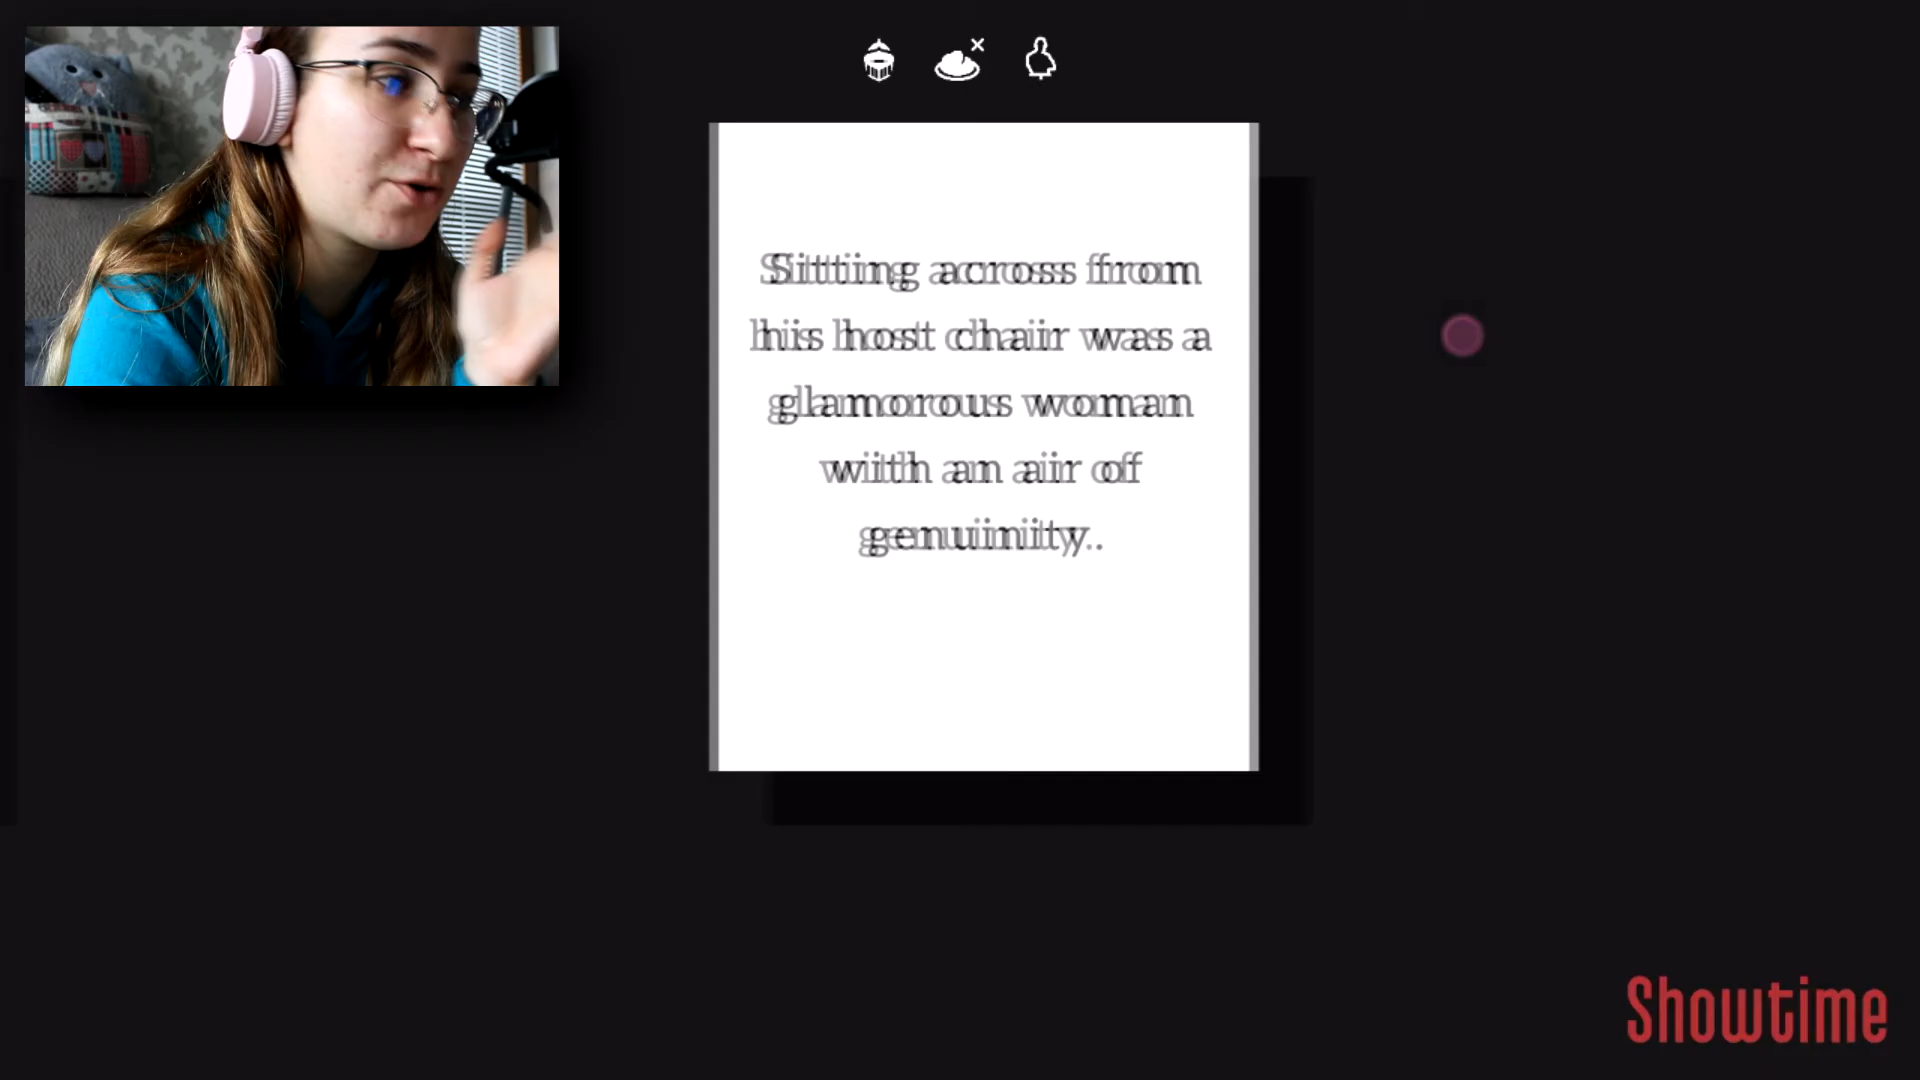 Sitting across from
his host chair was a
glamorous woman
with an air of
genuinity..
Showtime